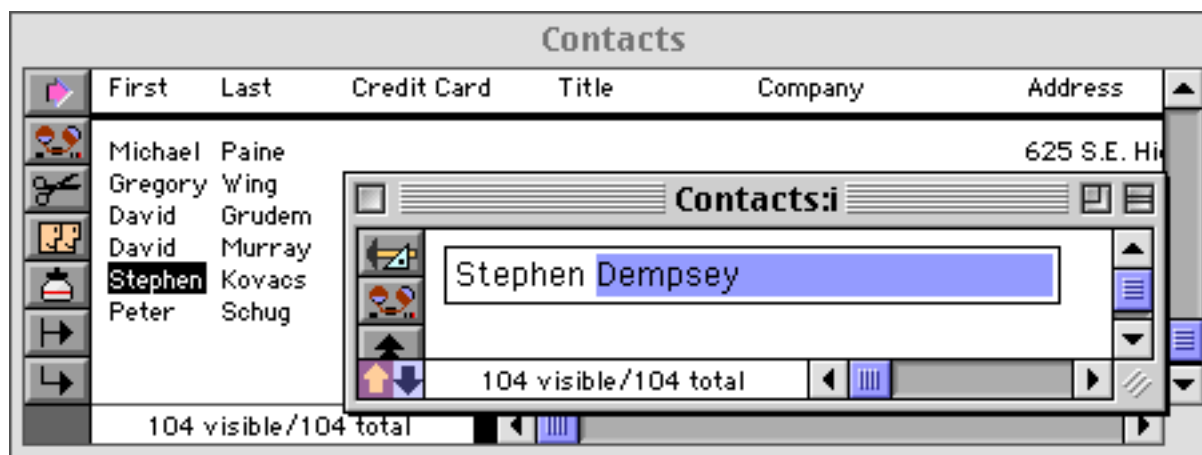 Contacts
First Last Credit Card Title Company Address
Michael Paine 625 S.E. Hi
Gregory Wing
David Grudem
David Murray
Stephen Kovacs
Peter Schug
Contacts:i
Stephen Dempsey
104 visible/104 total
104 visible/104 total